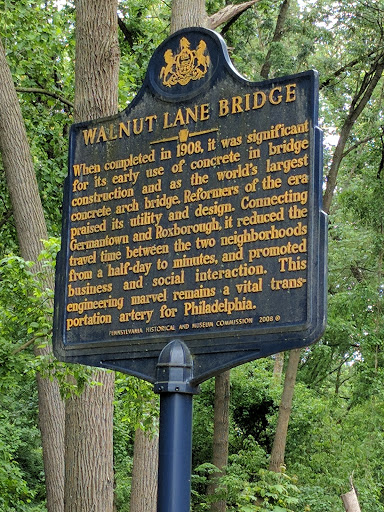 WALNUT LANE BRIDGE
When completed in 1908, it was significant
for its early use of concrete in bridge
construction and as the world's largest
concrete arch bridge. Reformers of the era
praised its utility and design. Connecting
Germantown and Roxborough, it reduced the
travel time between the two neighborhoods
from a half-day to minutes, and promoted
business and social interaction. This
engineering marvel remains a vital trans-
portation artery for Philadelphia.
PENNSYLVANIA HISTORICAL AND MUSEUM COMMISSION 2008 ©